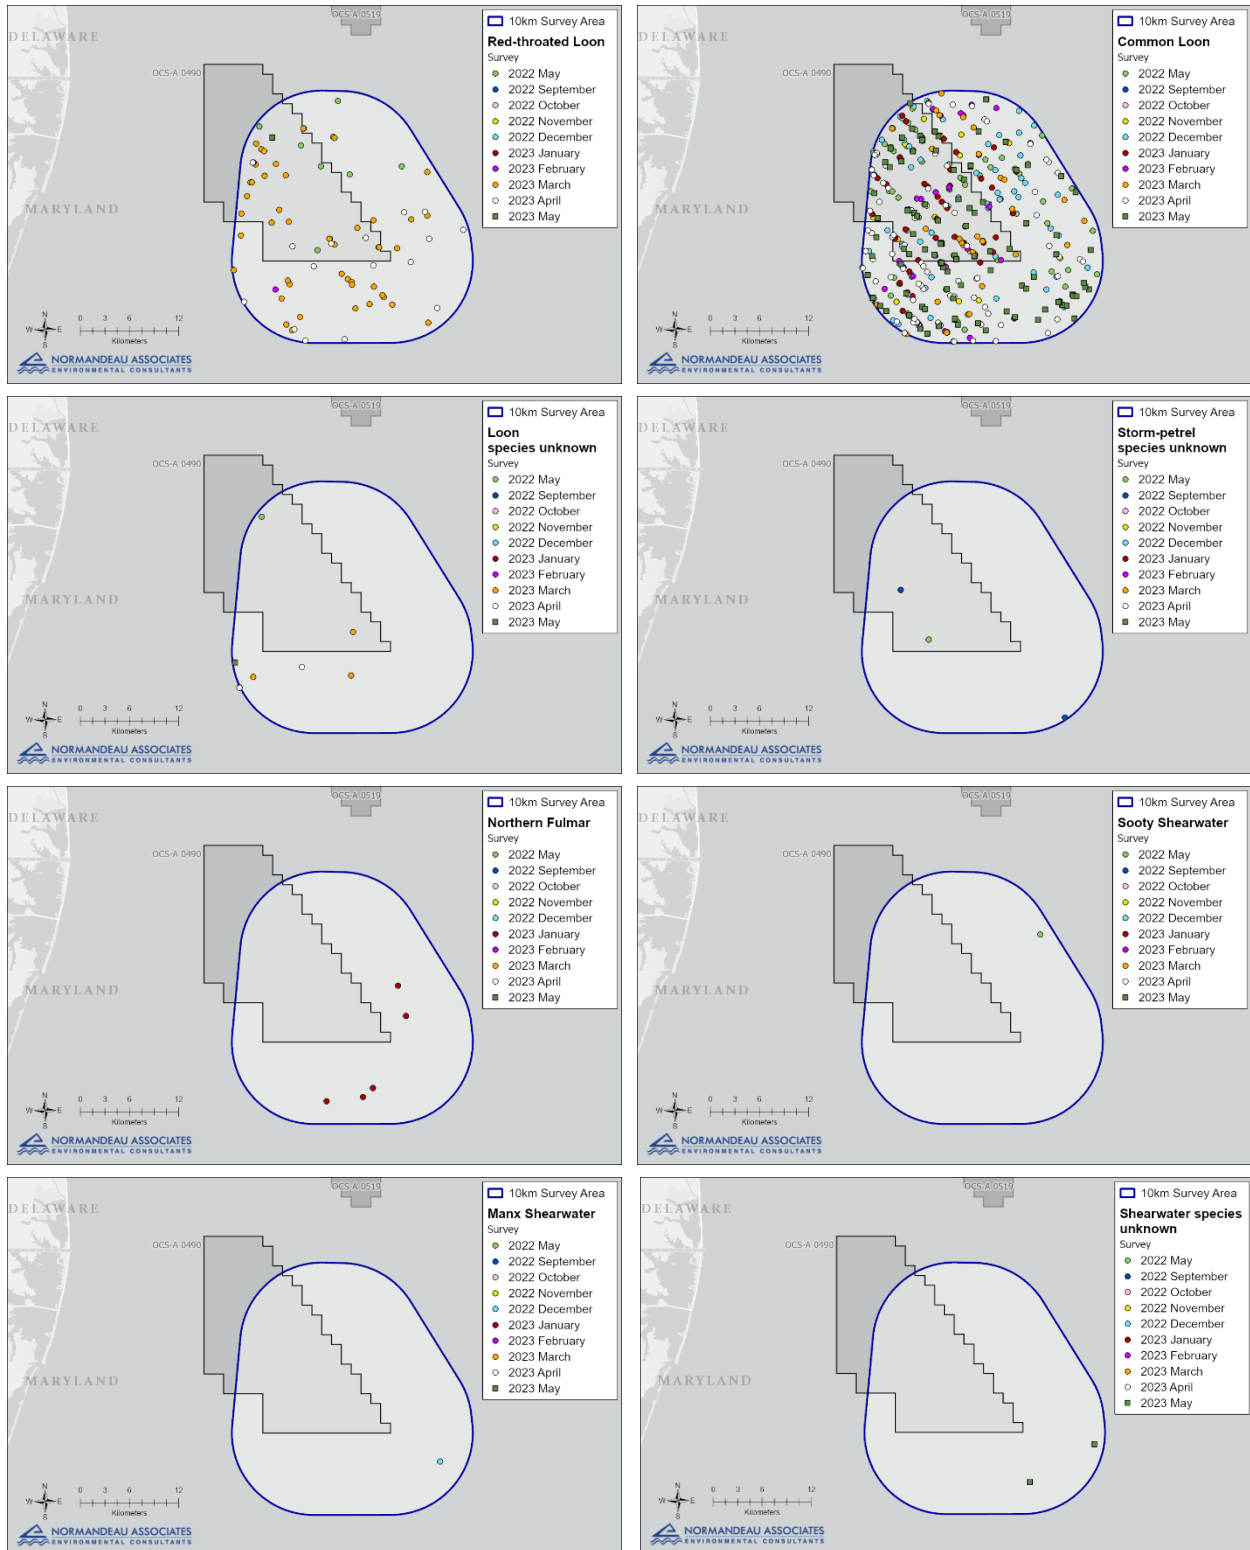 DELAWARE
MARYLAND
OCS-A 0519
OCS-A 0490
10km Survey Area
Red-throated Loon
Survey
2022 May
2022 September
2022 October
2022 November
2022 December
2023 January
2023 February
2023 March
2023 April
2023 May
N
W E
S
0 6 12
Kilometers
NORMANDEAU ASSOCIATES
ENVIRONMENTAL CONSULTANTS
DELAWARE
MARYLAND
OCS-A 0519
OCS-A 0490
10km Survey Area
Common Loon
Survey
2022 May
2022 September
2022 October
2022 November
2022 December
2023 January
2023 February
2023 March
2023 April
2023 May
N
W E
S
0 6 12
Kilometers
NORMANDEAU ASSOCIATES
ENVIRONMENTAL CONSULTANTS
DELAWARE
MARYLAND
OCS-A 0519
OCS-A 0490
10km Survey Area
Loon
species unknown
Survey
2022 May
2022 September
2022 October
2022 November
2022 December
2023 January
2023 February
2023 March
2023 April
2023 May
N
W E
S
0 6 12
Kilometers
NORMANDEAU ASSOCIATES
ENVIRONMENTAL CONSULTANTS
DELAWARE
MARYLAND
OCS-A 0519
OCS-A 0490
10km Survey Area
Storm-petrel
species unknown
Survey
2022 May
2022 September
2022 October
2022 November
2022 December
2023 January
2023 February
2023 March
2023 April
2023 May
N
W E
S
0 6 12
Kilometers
NORMANDEAU ASSOCIATES
ENVIRONMENTAL CONSULTANTS
DELAWARE
MARYLAND
OCS-A 0519
OCS-A 0490
10km Survey Area
Northern Fulmar
Survey
2022 May
2022 September
2022 October
2022 November
2022 December
2023 January
2023 February
2023 March
2023 April
2023 May
N
W E
S
0 6 12
Kilometers
NORMANDEAU ASSOCIATES
ENVIRONMENTAL CONSULTANTS
DELAWARE
MARYLAND
OCS-A 0519
OCS-A 0490
10km Survey Area
Sooty Shearwater
Survey
2022 May
2022 September
2022 October
2022 November
2022 December
2023 January
2023 February
2023 March
2023 April
2023 May
N
W E
S
0 6 12
Kilometers
NORMANDEAU ASSOCIATES
ENVIRONMENTAL CONSULTANTS
DELAWARE
MARYLAND
OCS-A 0519
OCS-A 0490
10km Survey Area
Manx Shearwater
Survey
2022 May
2022 September
2022 October
2022 November
2022 December
2023 January
2023 February
2023 March
2023 April
2023 May
N
W E
S
0 6 12
Kilometers
NORMANDEAU ASSOCIATES
ENVIRONMENTAL CONSULTANTS
DELAWARE
MARYLAND
OCS-A 0519
OCS-A 0490
10km Survey Area
Shearwater species
unknown
Survey
2022 May
2022 September
2022 October
2022 November
2022 December
2023 January
2023 February
2023 March
2023 April
2023 May
N
W E
S
0 6 12
Kilometers
NORMANDEAU ASSOCIATES
ENVIRONMENTAL CONSULTANTS